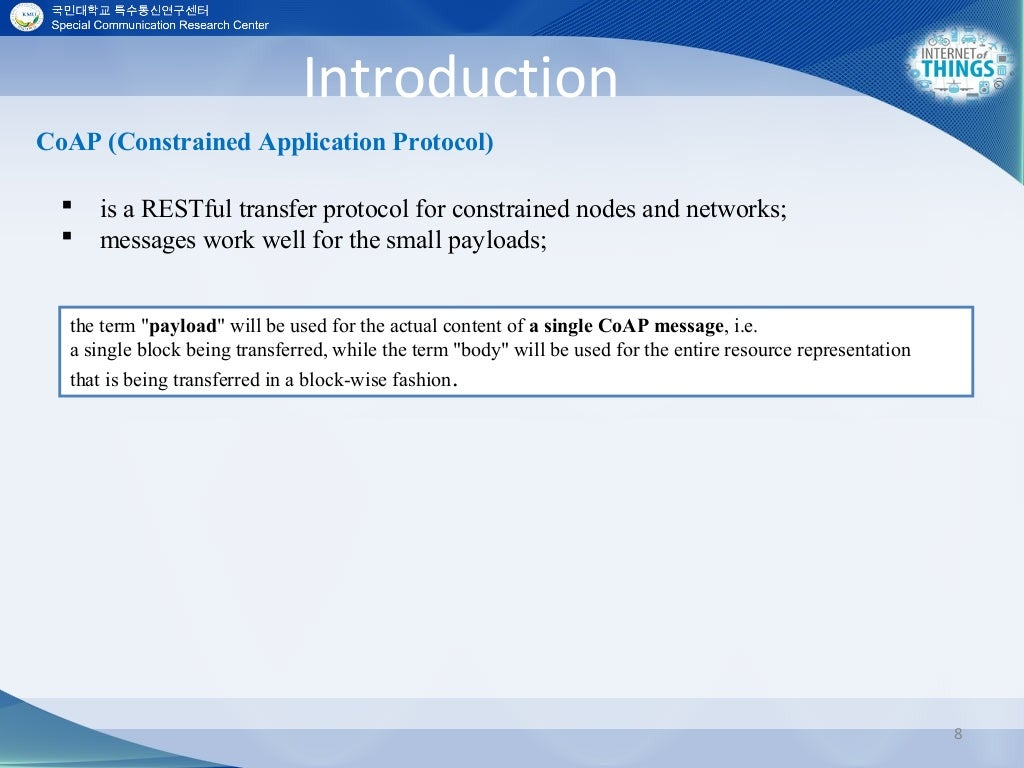 국민대학교 특수통신연구센터
Special Communication Research Center
KMU
INTERNET of
THINGS
Introduction
CoAP (Constrained Application Protocol)
▪ is a RESTful transfer protocol for constrained nodes and networks;
▪ messages work well for the small payloads;
the term "payload" will be used for the actual content of a single CoAP message, i.e.
a single block being transferred, while the term "body" will be used for the entire resource representation
that is being transferred in a block-wise fashion.
8